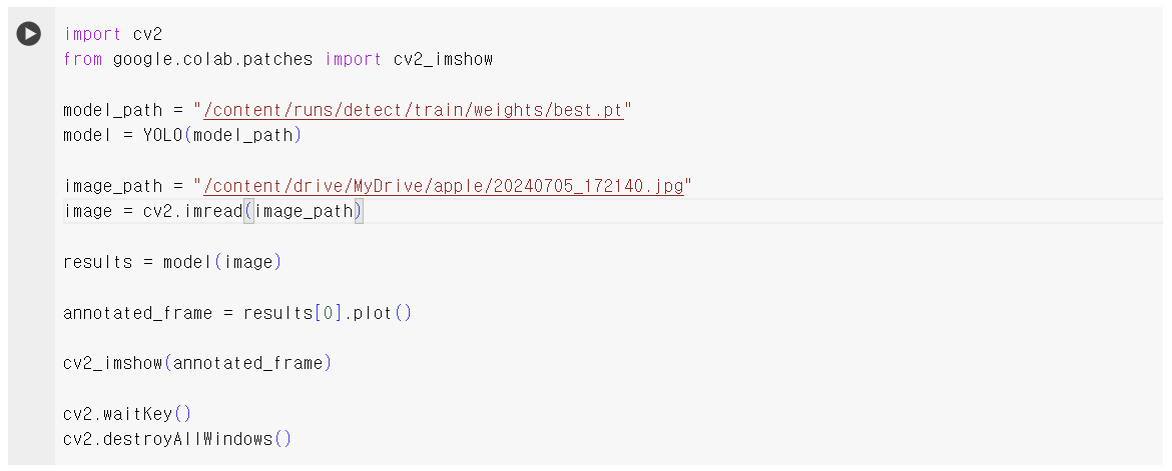 import cv2
from google.colab.patches import cv2_imshow
model_path = "/content/runs/detect/train/weights/best.pt"
model = YOLO(model_path)
image_path = "/content/drive/MyDrive/apple/20240705_172140.jpg"
image = cv2.imread(image_path)
results = model(image)
annotated_frame = results[0].plot()
cv2_imshow(annotated_frame)
cv2.waitKey()
cv2.destroyAllWindows()